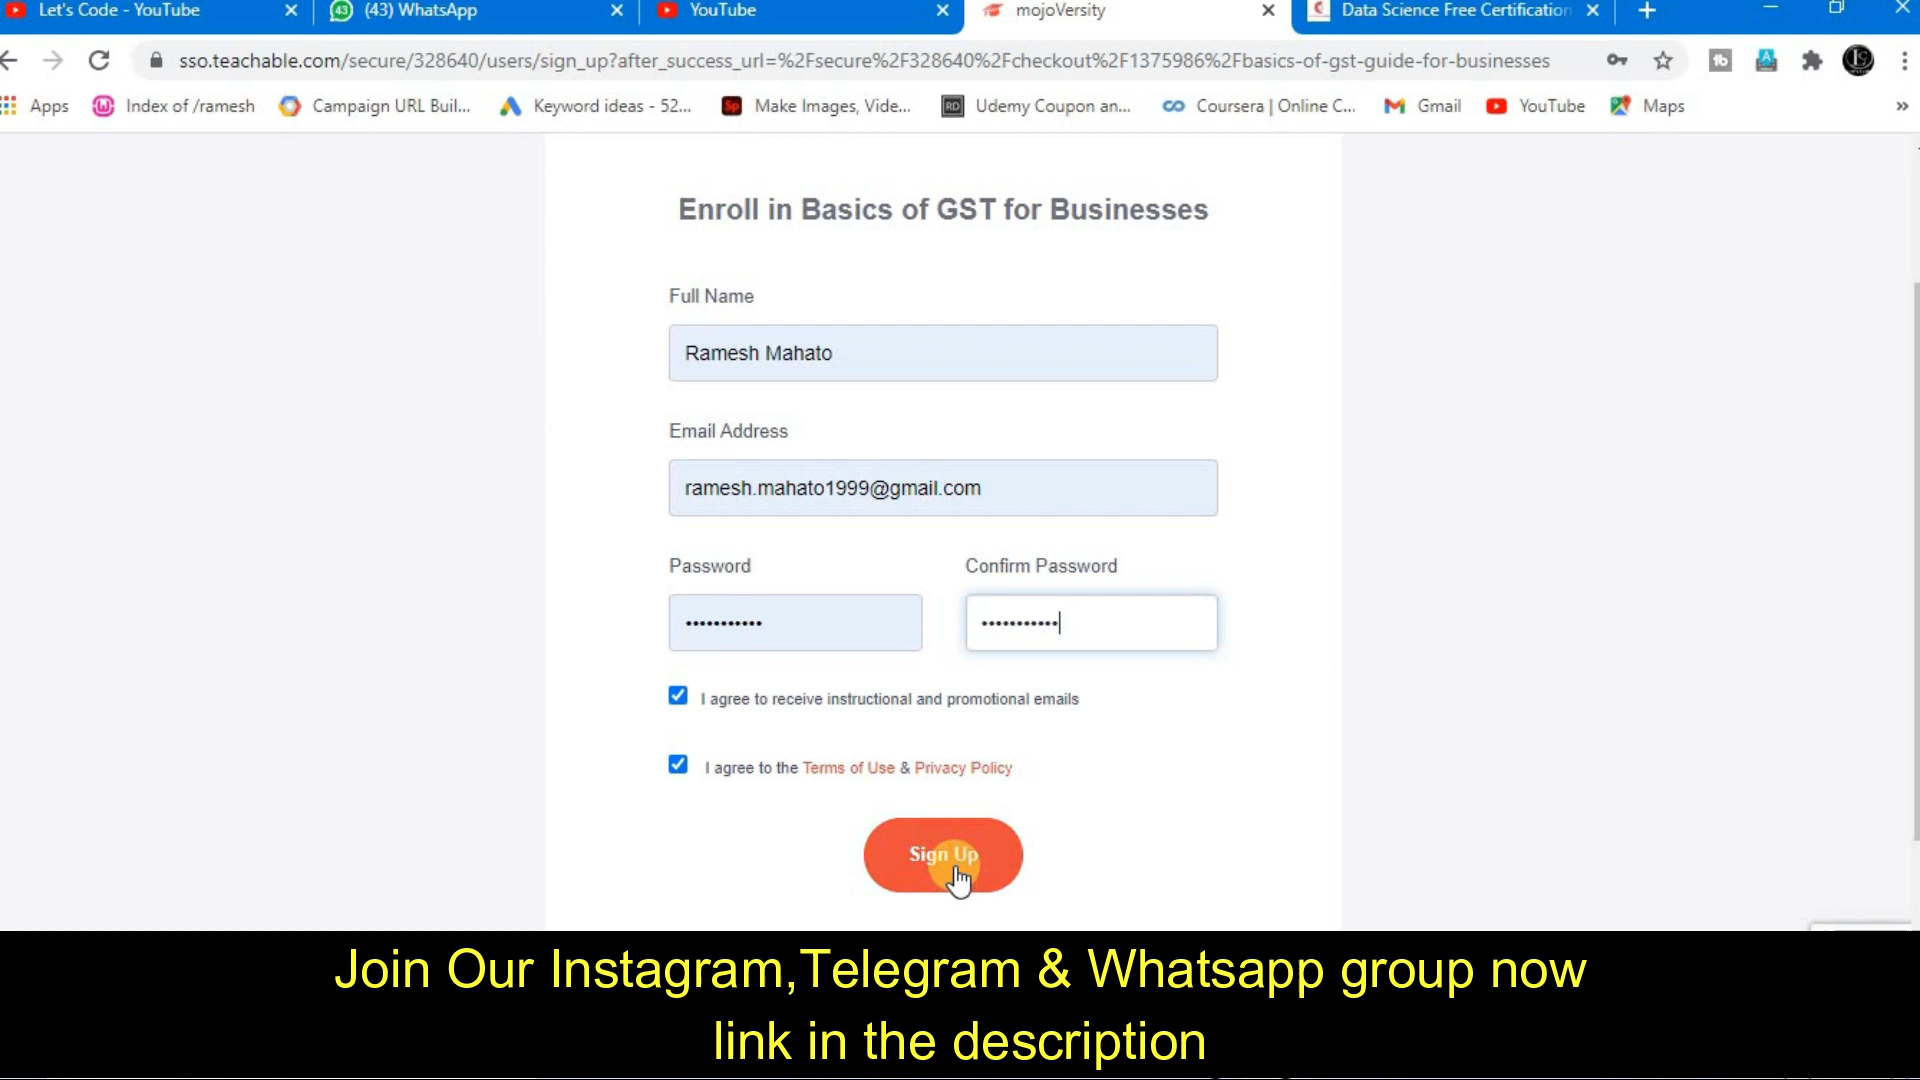 Let's Code - YouTube
(43) WhatsApp
YouTube
mojoVersity
Data Science Free Certification
sso.teachable.com/secure/328640/users/sign_up?after_success_url=%2Fsecure%2F328640%2Fcheckout%2F1375986%2Fbasics-of-gst-guide-for-businesses
Apps
Index of /ramesh
Campaign URL Buil...
Keyword ideas - 52...
Make Images, Vide...
Udemy Coupon an...
Coursera | Online C...
Gmail
YouTube
Maps
Enroll in Basics of GST for Businesses
Full Name
Ramesh Mahato
Email Address
ramesh.mahato1999@gmail.com
Password
Confirm Password
I agree to receive instructional and promotional emails
I agree to the Terms of Use & Privacy Policy
Sign Up
Join Our Instagram,Telegram & Whatsapp group now
link in the description